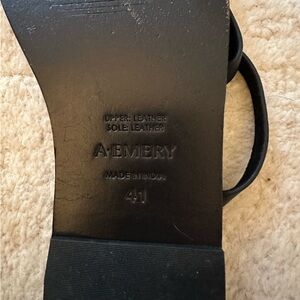 UPPER: LEATHER
SOLE: LEATHER
A·EMERY
MADE IN INDIA
41